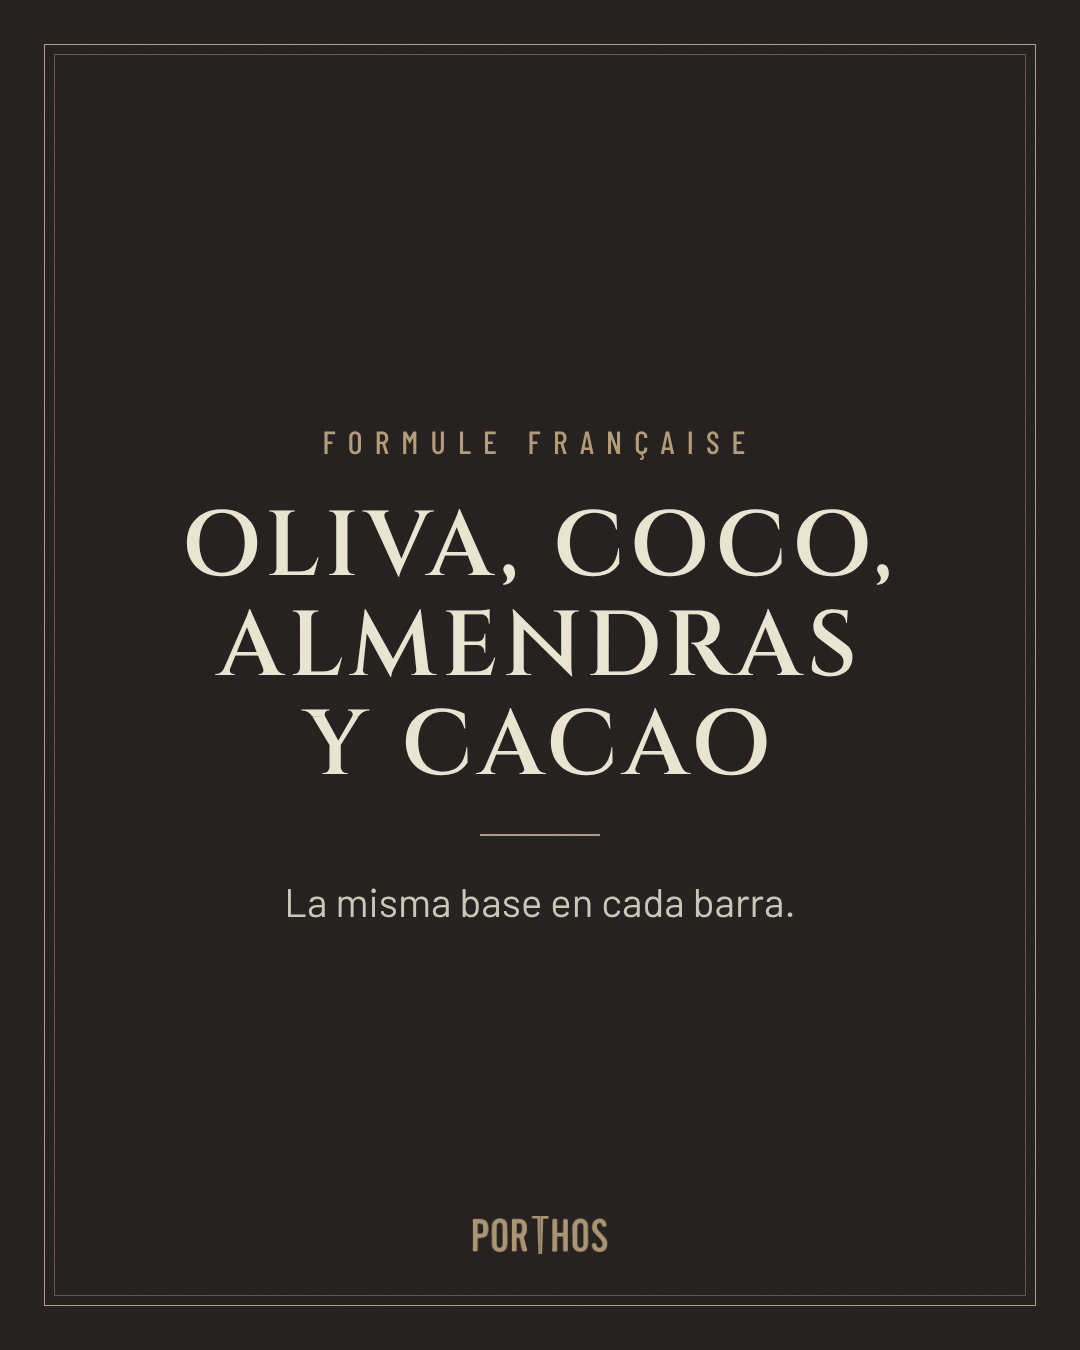 FORMULE FRANÇAISE
OLIVA, COCO,
ALMENDRAS
Y CACAO
La misma base en cada barra.
PORTHOS